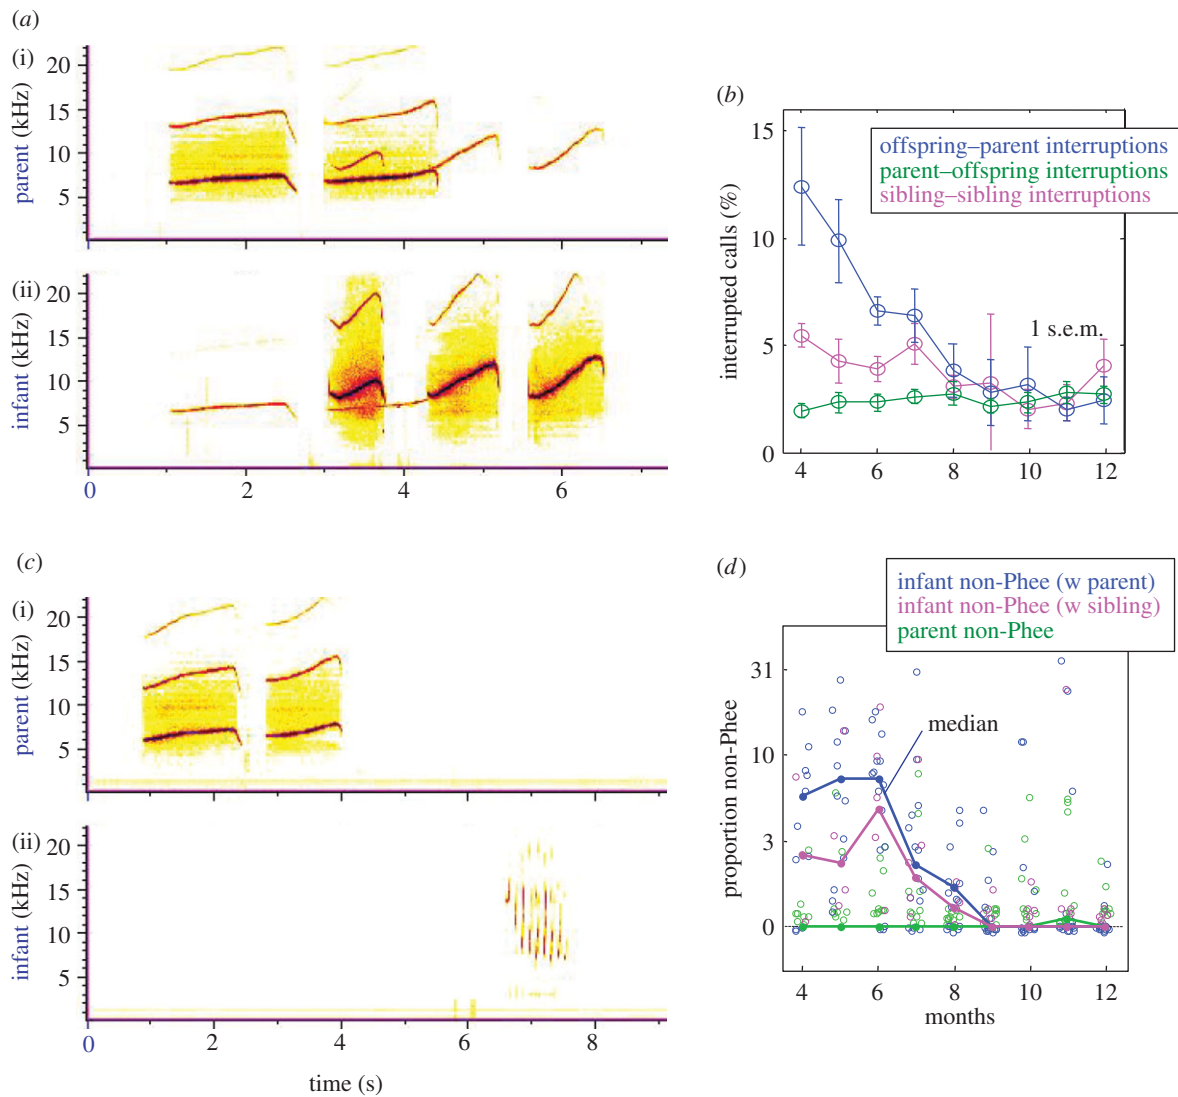 (a)
(i)
parent (kHz)
20
15
10
5
0
(ii)
infant (kHz)
20
15
10
5
0 2 4 6
(b)
interrupted calls (%)
15
10
5
0
offspring–parent interruptions
parent–offspring interruptions
sibling–sibling interruptions
1 s.e.m.
4 6 8 10 12
(c)
(i)
parent (kHz)
20
15
10
5
(ii)
infant (kHz)
20
15
10
5
0 2 4 6 8
time (s)
(d)
infant non-Phee (w parent)
infant non-Phee (w sibling)
parent non-Phee
proportion non-Phee
31
10
3
0
median
4 6 8 10 12
months